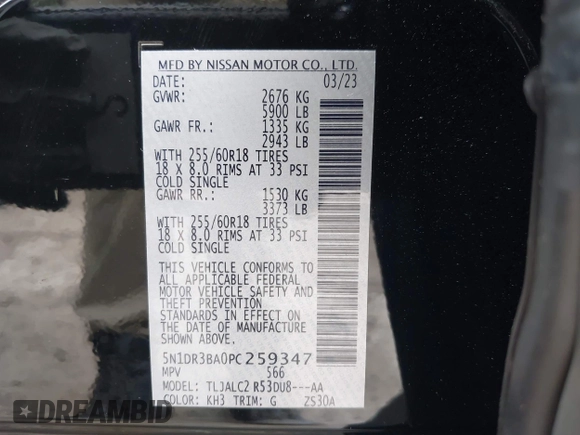 MFD BY NISSAN MOTOR CO., LTD.
DATE: 03/23
GVWR: 2676 KG
5900 LB
GAWR FR.: 1335 KG
2943 LB
WITH 255/60R18 TIRES
18 X 8.0 RIMS AT 33 PSI
COLD SINGLE
GAWR RR.: 1530 KG
3373 LB
WITH 255/60R18 TIRES
18 X 8.0 RIMS AT 33 PSI
COLD SINGLE
THIS VEHICLE CONFORMS TO
ALL APPLICABLE FEDERAL
MOTOR VEHICLE SAFETY AND
THEFT PREVENTION
STANDARDS IN EFFECT ON
THE DATE OF MANUFACTURE
SHOWN ABOVE.
5N1DR3BA0PC259347
MPV 566
MODEL: TLJALC2 R53DU8---AA
COLOR: KH3 TRIM: G ZS30A
AUTOBIDMASTER